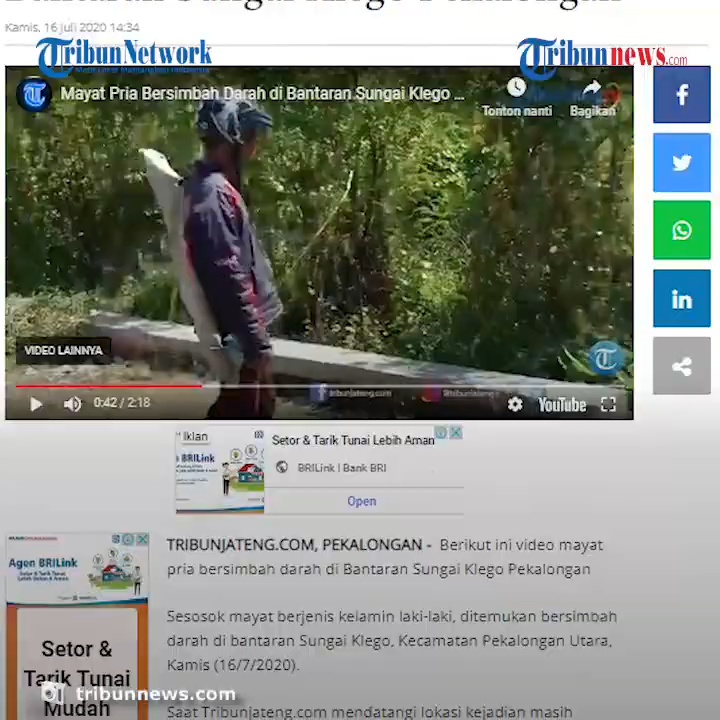 Kamis, 16 Juli 2020 14:34
TribunNetwork
Tribunnews.com
Mayat Pria Bersimbah Darah di Bantaran Sungai Klego ...
Tonton nanti
Bagikan
VIDEO LAINNYA
tribunjateng.com
0:42 / 2:18
YouTube
Iklan
BRILink
Setor & Tarik Tunai Lebih Aman
BRILink | Bank BRI
Open
Agen BRILink
TRIBUNJATENG.COM, PEKALONGAN - Berikut ini video mayat
pria bersimbah darah di Bantaran Sungai Klego Pekalongan
Sesosok mayat berjenis kelamin laki-laki, ditemukan bersimbah
darah di bantaran Sungai Klego, Kecamatan Pekalongan Utara,
Kamis (16/7/2020).
Setor &
Tarik Tunai
Mudah
tribunnews.com
Saat Tribunjateng.com mendatangi lokasi kejadian masih